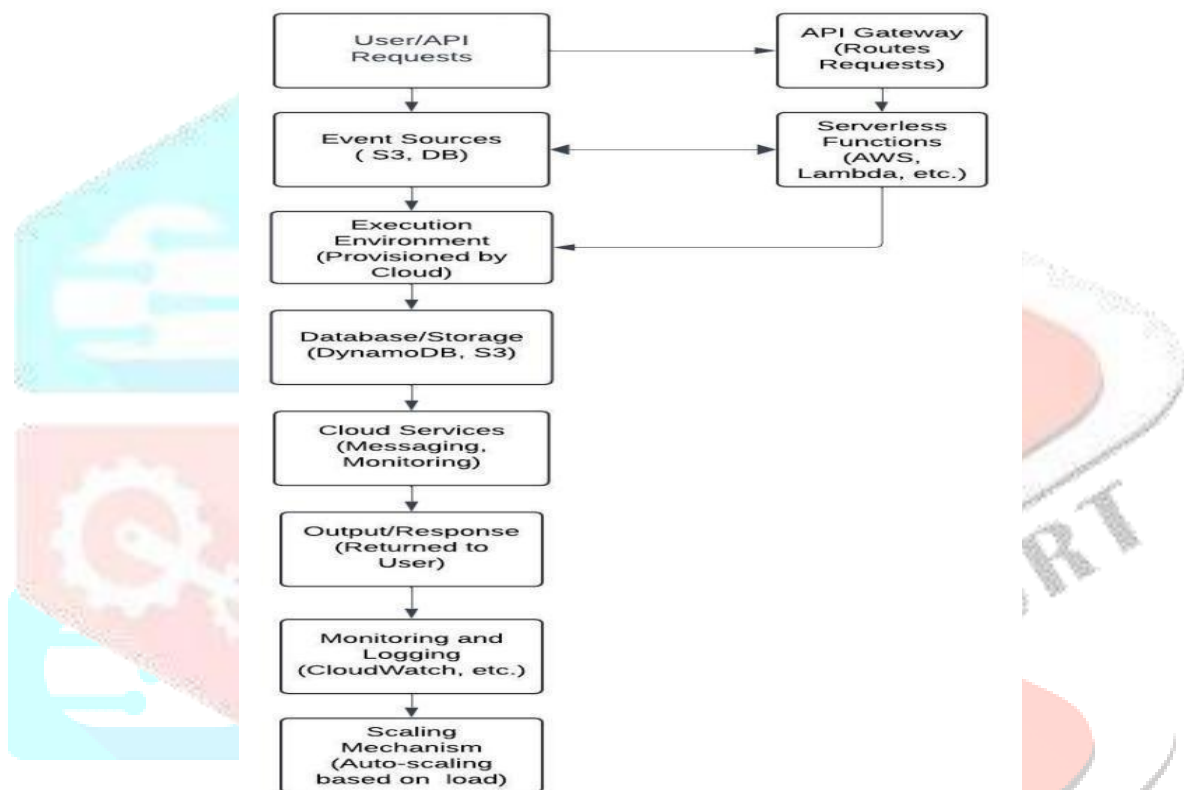 User/API
Requests
API Gateway
(Routes
Requests)
Event Sources
( S3, DB)
Serverless
Functions
(AWS,
Lambda, etc.)
Execution
Environment
(Provisioned by
Cloud)
Database/Storage
(DynamoDB, S3)
Cloud Services
(Messaging,
Monitoring)
Output/Response
(Returned to
User)
Monitoring and
Logging
(CloudWatch, etc.)
Scaling
Mechanism
(Auto-scaling
based on load)